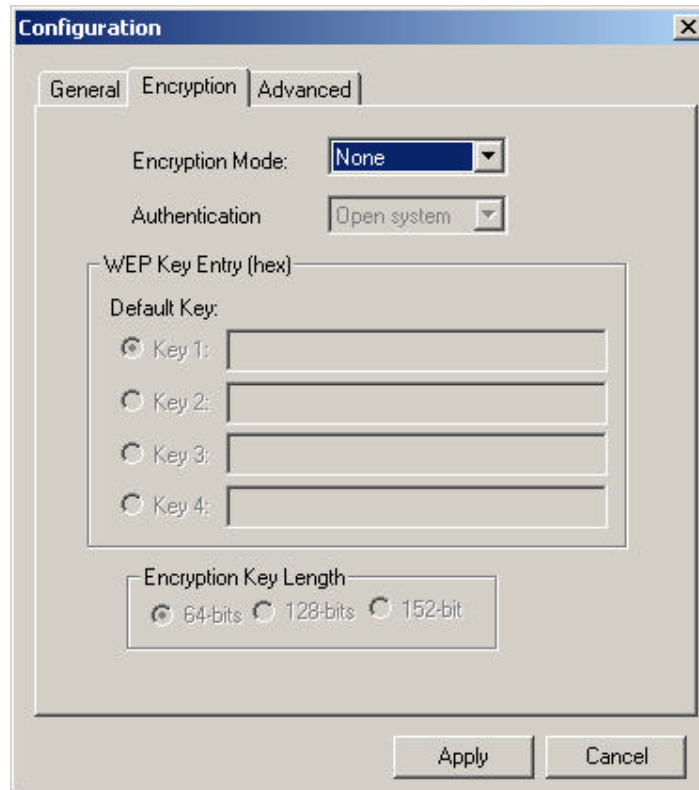 Configuration
General Encryption Advanced
Encryption Mode: None
Authentication Open system
WEP Key Entry (hex)
Default Key:
Key 1:
Key 2:
Key 3:
Key 4:
Encryption Key Length
64-bits 128-bits 152-bit
Apply Cancel